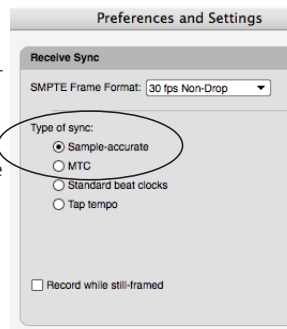 Preferences and Settings
Receive Sync
SMPTE Frame Format: 30 fps Non-Drop
Type of sync:
Sample-accurate
MTC
Standard beat clocks
Tap tempo
Record while still-framed